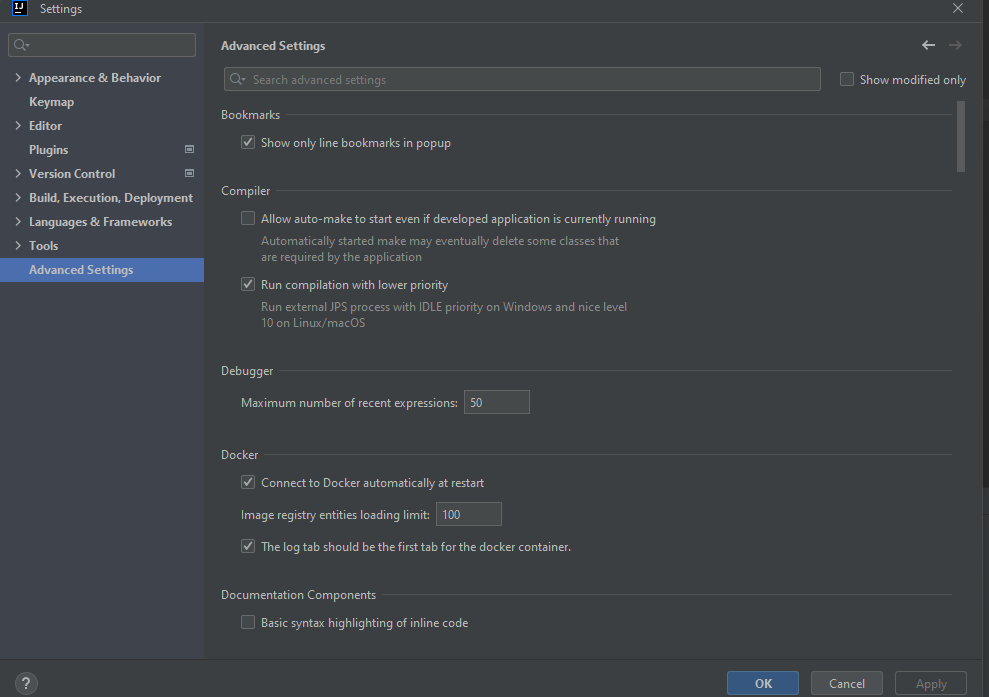 IJ Settings
Appearance & Behavior
Keymap
Editor
Plugins
Version Control
Build, Execution, Deployment
Languages & Frameworks
Tools
Advanced Settings
Advanced Settings
Search advanced settings
Show modified only
Bookmarks
Show only line bookmarks in popup
Compiler
Allow auto-make to start even if developed application is currently running
Automatically started make may eventually delete some classes that
are required by the application
Run compilation with lower priority
Run external JPS process with IDLE priority on Windows and nice level
10 on Linux/macOS
Debugger
Maximum number of recent expressions: 50
Docker
Connect to Docker automatically at restart
Image registry entities loading limit: 100
The log tab should be the first tab for the docker container.
Documentation Components
Basic syntax highlighting of inline code
?
OK
Cancel
Apply